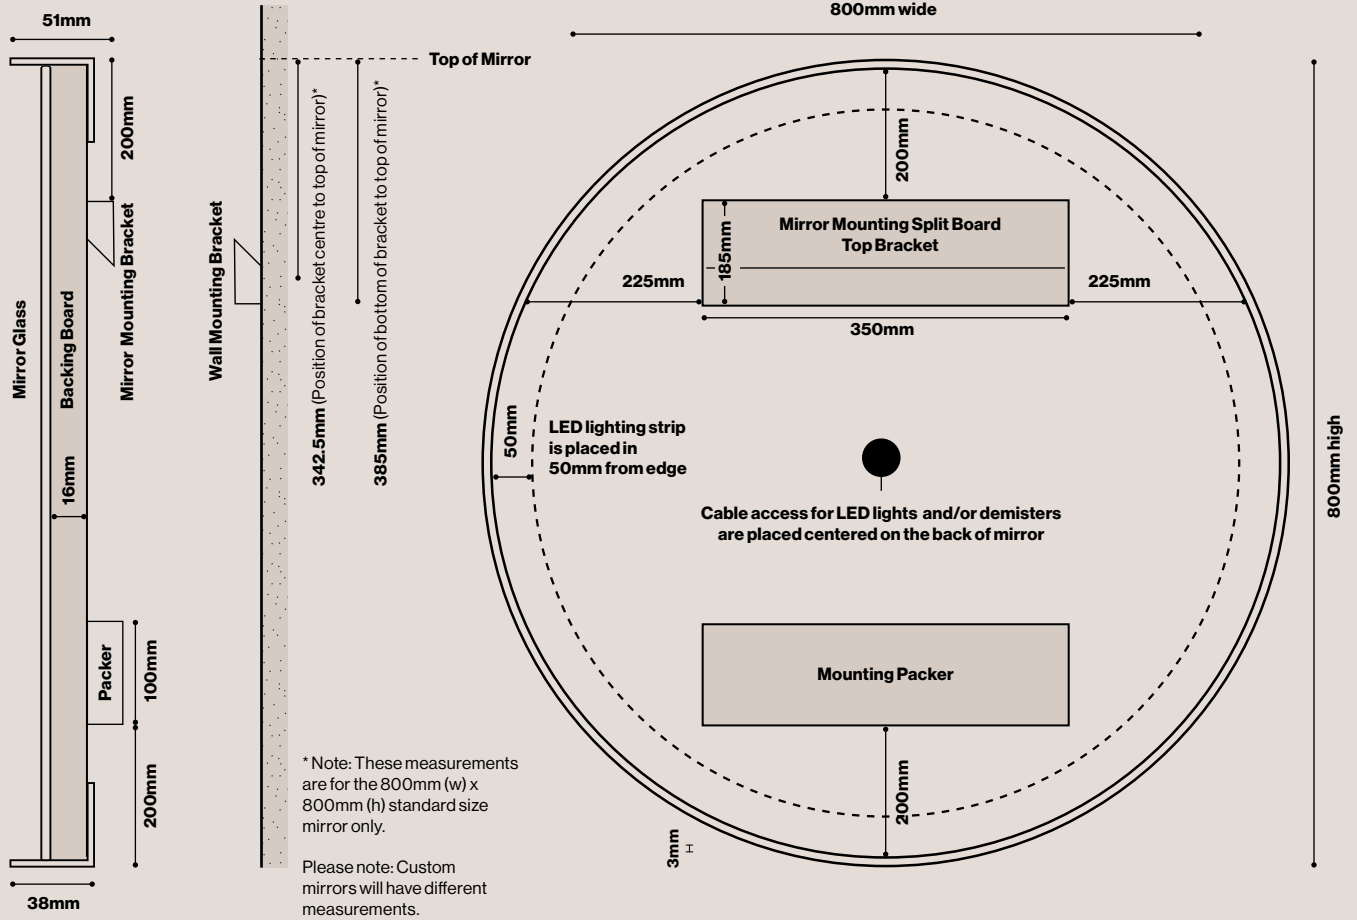 51mm
200mm
Mirror Mounting Bracket
Mirror Glass
Backing Board
16mm
Packer
100mm
200mm
38mm
Wall Mounting Bracket
Top of Mirror
342.5mm (Position of bracket centre to top of mirror)*
385mm (Position of bottom of bracket to top of mirror)*
* Note: These measurements
are for the 800mm (w) x
800mm (h) standard size
mirror only.
Please note: Custom
mirrors will have different
measurements.
800mm wide
200mm
Mirror Mounting Split Board
Top Bracket
185mm
225mm
225mm
350mm
50mm
LED lighting strip
is placed in
50mm from edge
Cable access for LED lights and/or demisters
are placed centered on the back of mirror
Mounting Packer
200mm
3mm
800mm high